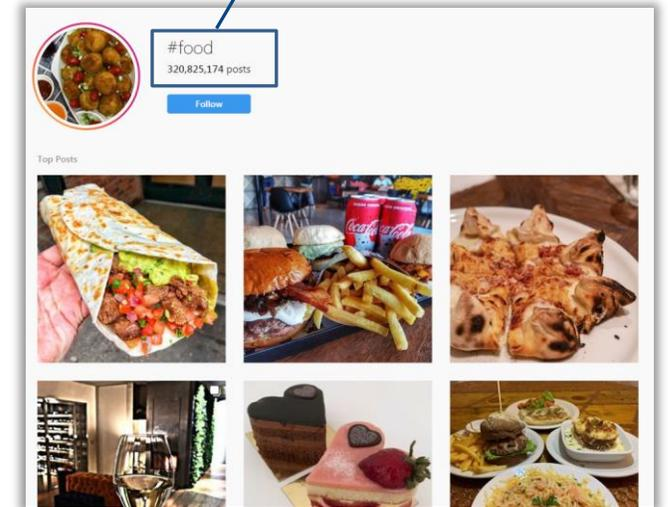 #food
320,825,174 posts
Follow
Top Posts
Coca-Cola
Coca-Cola